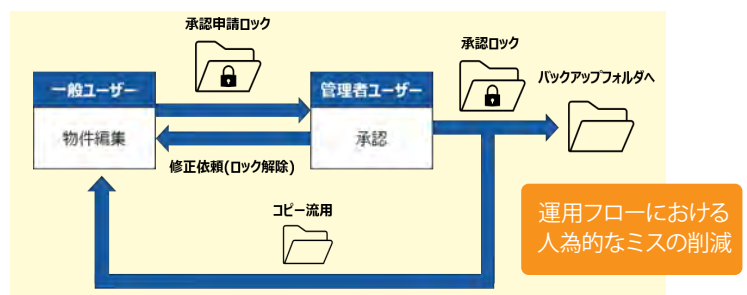 承認申請ロック
承認ロック
バックアップフォルダへ
一般ユーザー
管理者ユーザー
物件編集
承認
修正依頼(ロック解除)
コピー流用
運用フローにおける
人為的なミスの削減